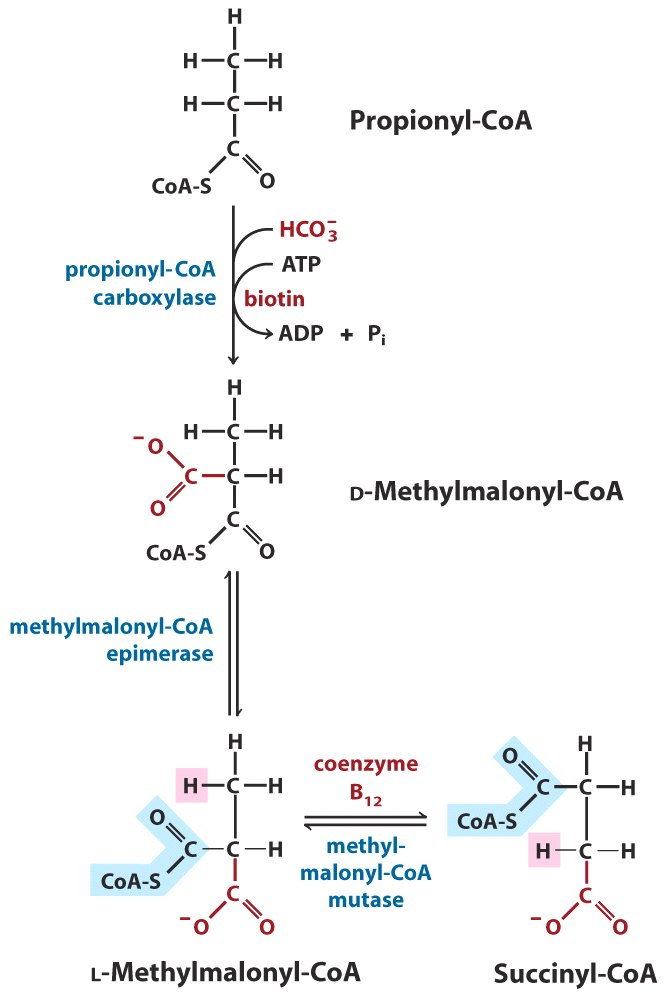 H
H—C—H
H—C—H
Propionyl-CoA
C
CoA-S O
HCO₃⁻
propionyl-CoA ATP
carboxylase biotin
ADP + Pᵢ
H
⁻O H—C—H
C—C—H
D-Methylmalonyl-CoA
O C
CoA-S O
methylmalonyl-CoA
epimerase
H
H—C—H
O
C—C—H
CoA-S
C
⁻O O
L-Methylmalonyl-CoA
coenzyme
B₁₂
methyl-
malonyl-CoA
mutase
O H
C—C—H
CoA-S
H—C—H
C
⁻O O
Succinyl-CoA